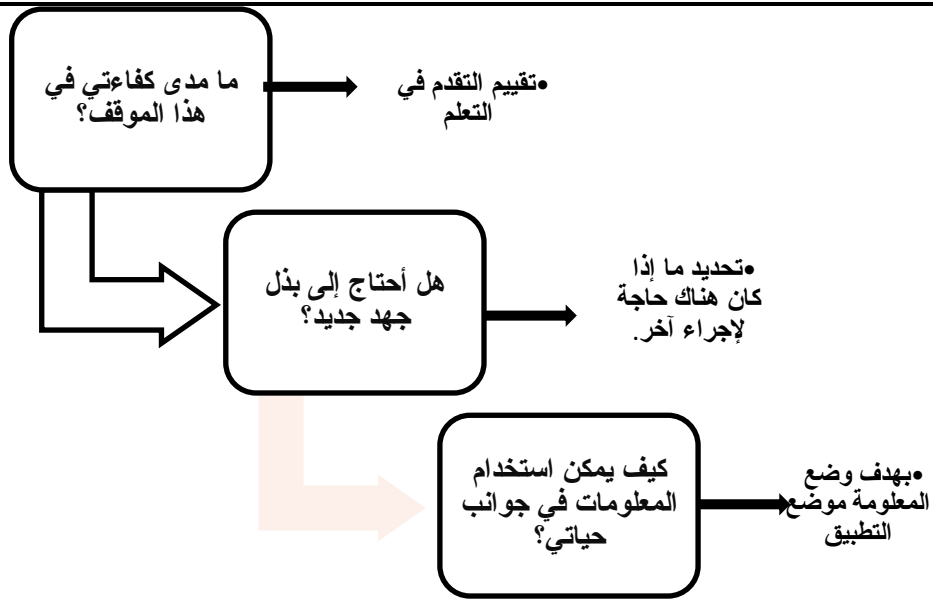 ما مدى كفاءتي في
هذا الموقف؟
•تقييم التقدم في
التعلم
هل أحتاج إلى بذل
جهد جديد؟
•تحديد ما إذا
كان هناك حاجة
لإجراء آخر.
كيف يمكن استخدام
المعلومات في جوانب
حياتي؟
•بهدف وضع
المعلومة موضع
التطبيق